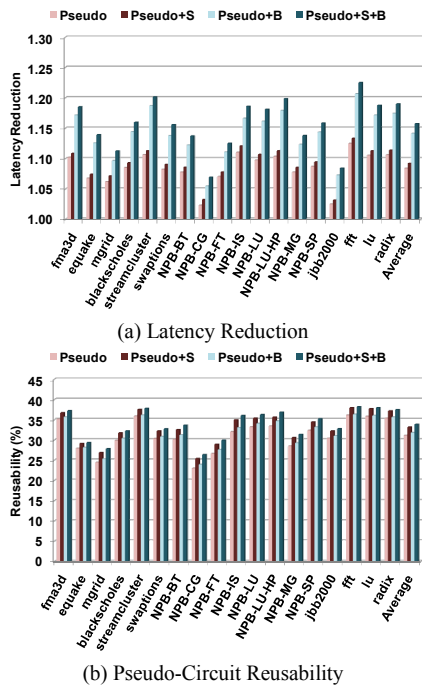 Pseudo Pseudo+S Pseudo+B Pseudo+S+B
1.30
1.25
1.20
1.15
1.10
1.05
1.00
Latency Reduction
fma3d
equake
mgrid
blackscholes
streamcluster
swaptions
NPB-BT
NPB-CG
NPB-FT
NPB-IS
NPB-LU
NPB-LU-HP
NPB-MG
NPB-SP
jbb2000
fft
lu
radix
Average
(a) Latency Reduction
Pseudo Pseudo+S Pseudo+B Pseudo+S+B
45
40
35
30
25
20
15
10
5
0
Reusability (%)
fma3d
equake
mgrid
blackscholes
streamcluster
swaptions
NPB-BT
NPB-CG
NPB-FT
NPB-IS
NPB-LU
NPB-LU-HP
NPB-MG
NPB-SP
jbb2000
fft
lu
radix
Average
(b) Pseudo-Circuit Reusability